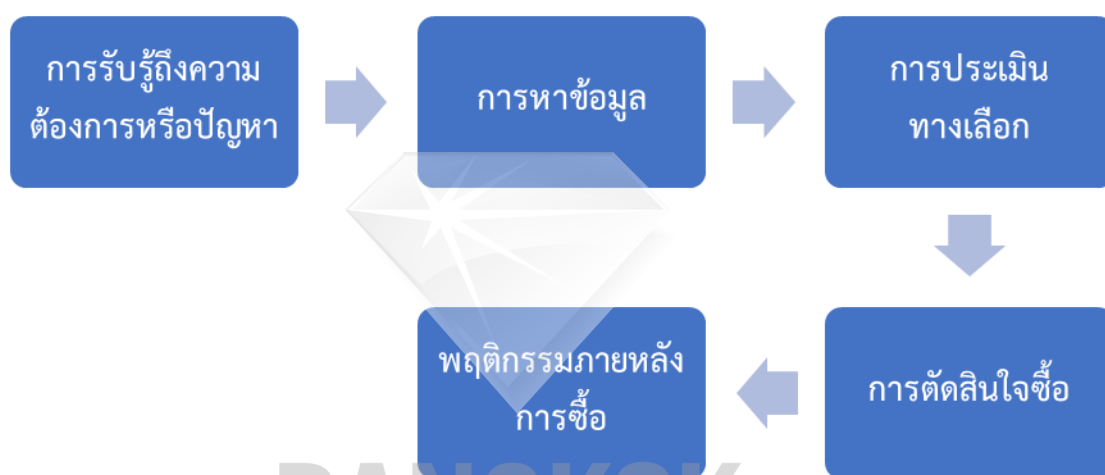 การรับรู้ถึงความ
ต้องการหรือปัญหา
การหาข้อมูล
การประเมิน
ทางเลือก
การตัดสินใจซื้อ
พฤติกรรมภายหลัง
การซื้อ
BANGKOK